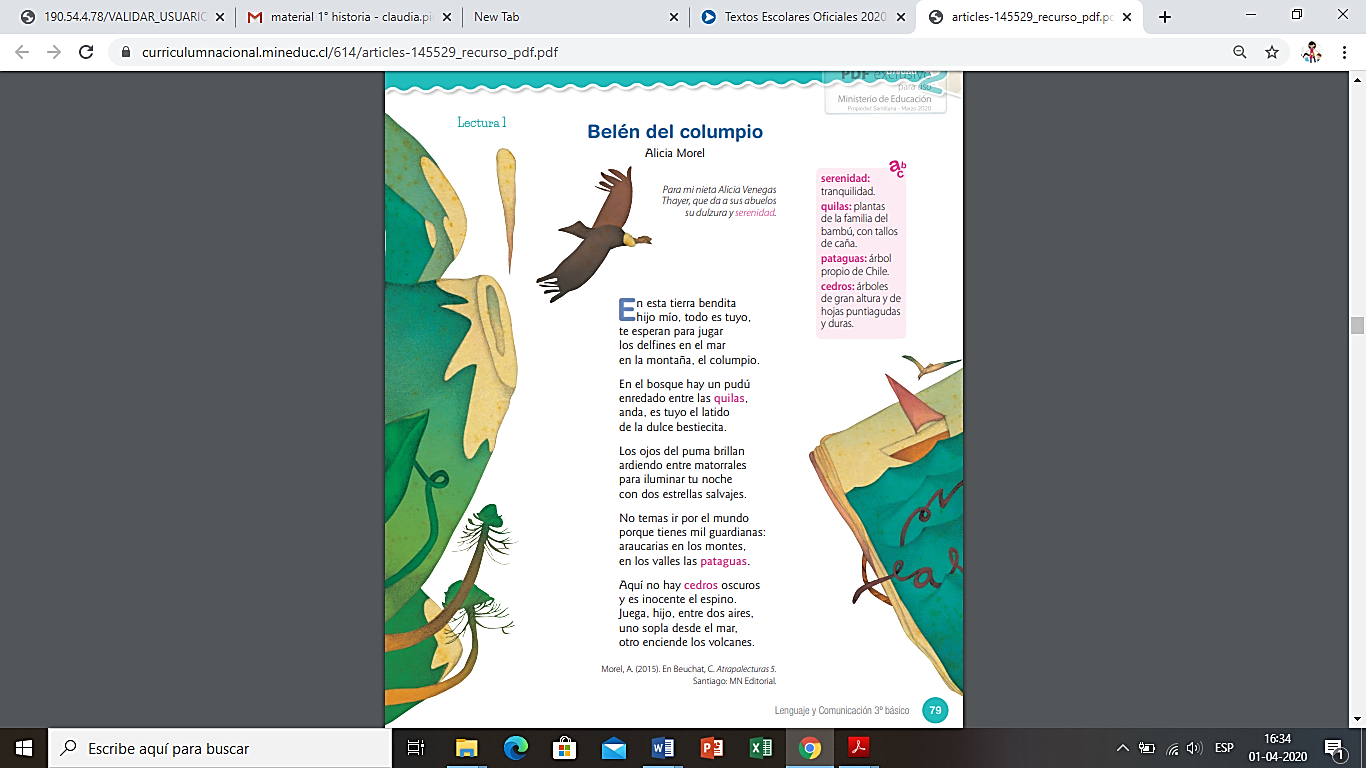 190.54.4.78/VALIDAR_USUARIO
material 1° historia - claudia.pi
New Tab
Textos Escolares Oficiales 2020
articles-145529_recurso_pdf.pd
curriculumnacional.mineduc.cl/614/articles-145529_recurso_pdf.pdf
PDF exclusivo
para uso
Ministerio de Educación
Propiedad Santillana - Marzo 2020
Lectura 1
Belén del columpio
Alicia Morel
Para mi nieta Alicia Venegas
Thayer, que da a sus abuelos
su dulzura y serenidad.
a b c
serenidad:
tranquilidad.
quilas: plantas
de la familia del
bambú, con tallos
de caña.
pataguas: árbol
propio de Chile.
cedros: árboles
de gran altura y de
hojas puntiagudas
y duras.
En esta tierra bendita
hijo mío, todo es tuyo,
te esperan para jugar
los delfines en el mar
en la montaña, el columpio.
En el bosque hay un pudú
enredado entre las quilas,
anda, es tuyo el latido
de la dulce bestiecita.
Los ojos del puma brillan
ardiendo entre matorrales
para iluminar tu noche
con dos estrellas salvajes.
No temas ir por el mundo
porque tienes mil guardianas:
araucarias en los montes,
en los valles las pataguas.
Aquí no hay cedros oscuros
y es inocente el espino.
Juega, hijo, entre dos aires,
uno sopla desde el mar,
otro enciende los volcanes.
Morel, A. (2015). En Beuchat, C. Atrapalecturas 5.
Santiago: MN Editorial.
Lenguaje y Comunicación 3º básico
79
Escribe aquí para buscar
ESP
16:34
01-04-2020
1